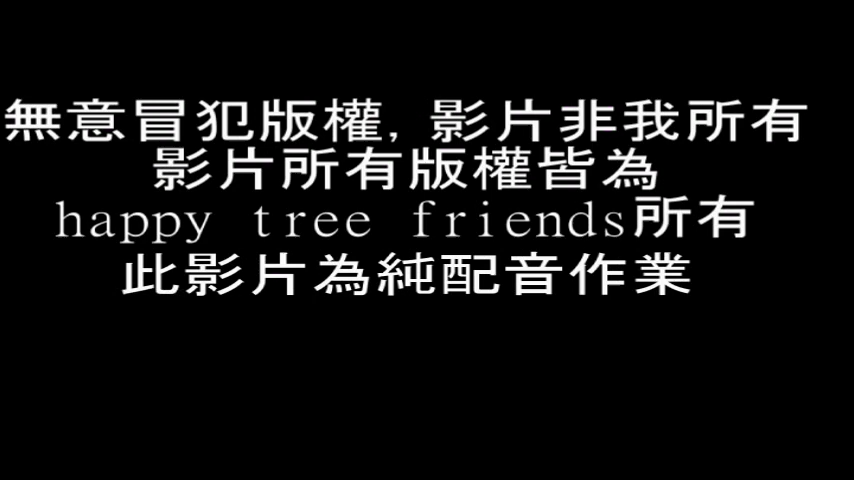 無意冒犯版權, 影片非我所有
影片所有版權皆為
happy tree friends所有
此影片為純配音作業